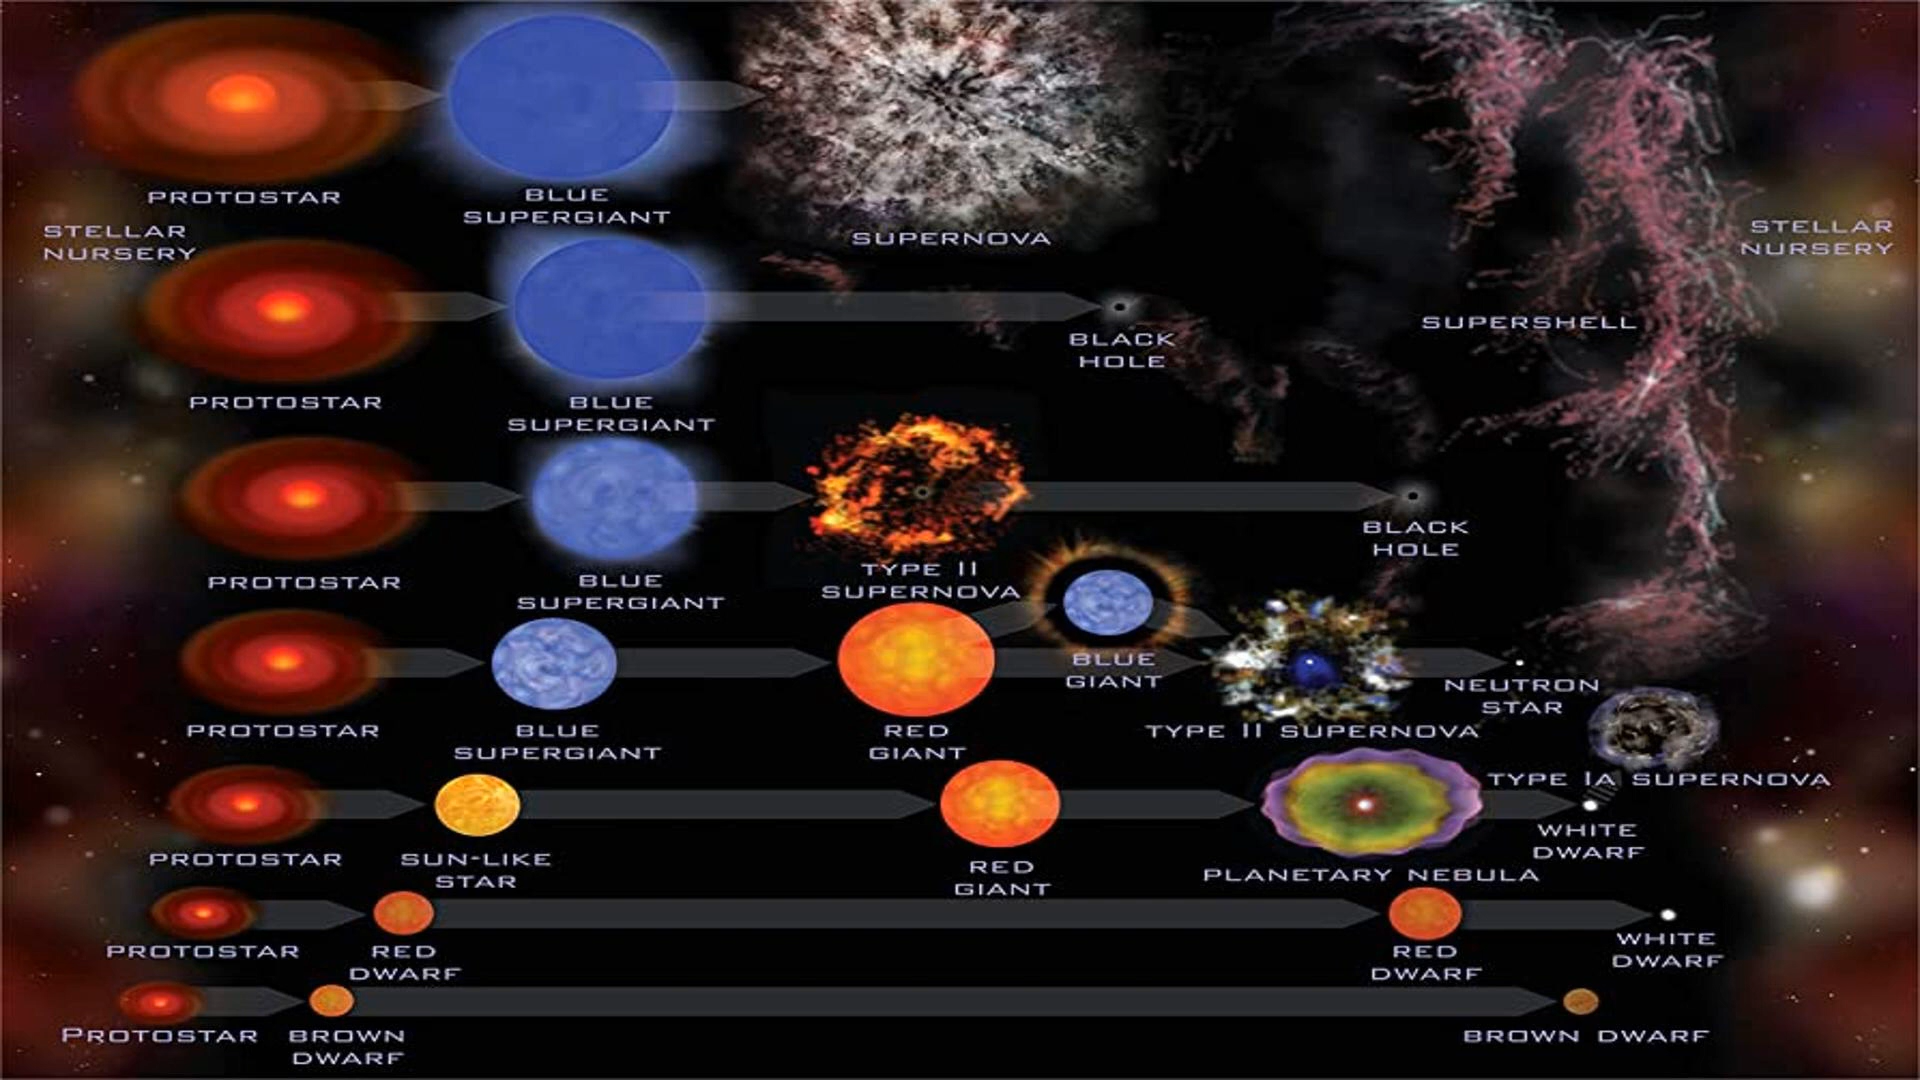 PROTOSTAR
BLUE
SUPERGIANT
SUPERNOVA
STELLAR
NURSERY
STELLAR
NURSERY
PROTOSTAR
BLUE
SUPERGIANT
BLACK
HOLE
SUPERSHELL
PROTOSTAR
BLUE
SUPERGIANT
TYPE II
SUPERNOVA
BLACK
HOLE
PROTOSTAR
BLUE
SUPERGIANT
RED
GIANT
BLUE
GIANT
TYPE II SUPERNOVA
NEUTRON
STAR
PROTOSTAR
SUN-LIKE
STAR
RED
GIANT
PLANETARY NEBULA
TYPE IA SUPERNOVA
WHITE
DWARF
PROTOSTAR
RED
DWARF
RED
DWARF
WHITE
DWARF
PROTOSTAR
BROWN
DWARF
BROWN DWARF